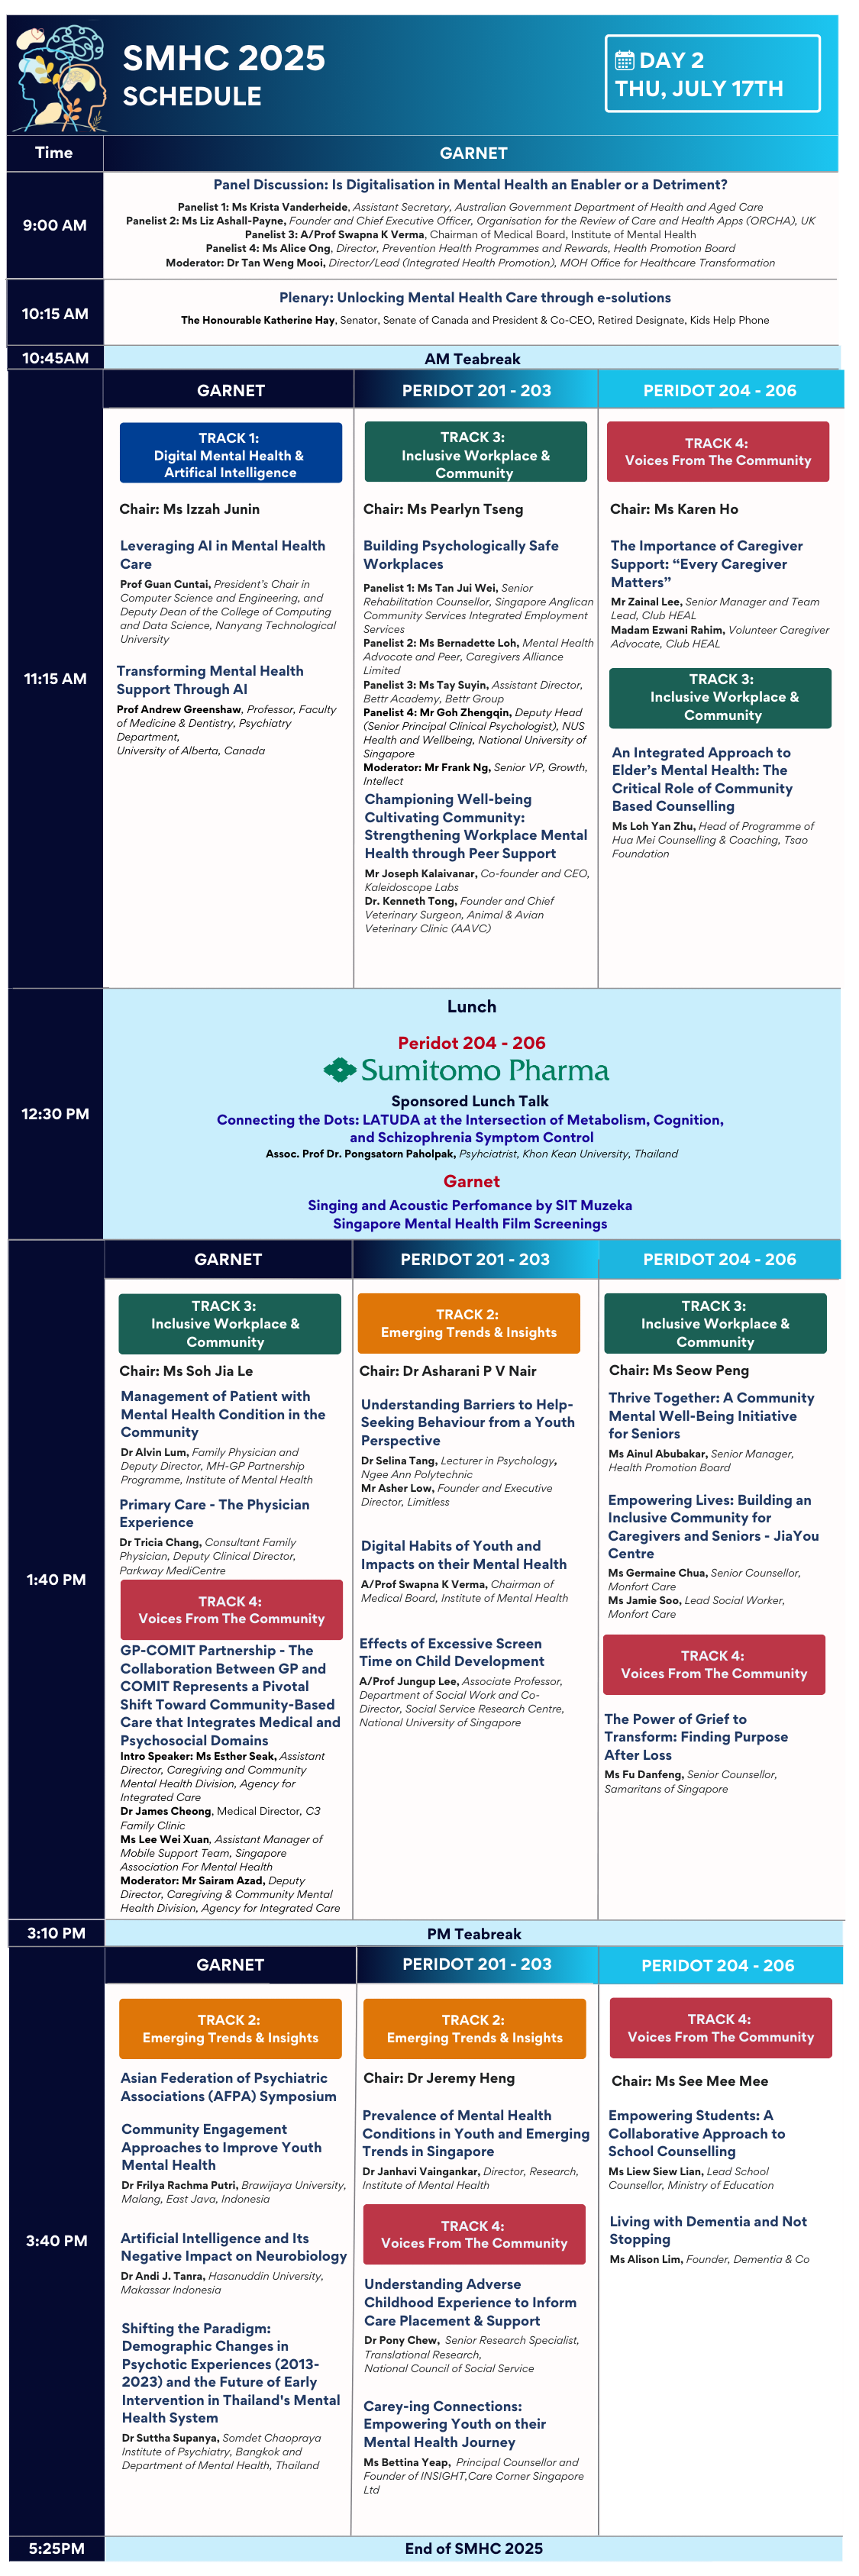 SMHC 2025
SCHEDULE
DAY 2
THU, JULY 17TH
Time
GARNET
9:00 AM
Panel Discussion: Is Digitalisation in Mental Health an Enabler or a Detriment?
Panelist 1: Ms Krista Vanderheide, Assistant Secretary, Australian Government Department of Health and Aged Care
Panelist 2: Ms Liz Ashall-Payne, Founder and Chief Executive Officer, Organisation for the Review of Care and Health Apps (ORCHA), UK
Panelist 3: A/Prof Swapna K Verma, Chairman of Medical Board, Institute of Mental Health
Panelist 4: Ms Alice Ong, Director, Prevention Health Programmes and Rewards, Health Promotion Board
Moderator: Dr Tan Weng Mooi, Director/Lead (Integrated Health Promotion), MOH Office for Healthcare Transformation
10:15 AM
Plenary: Unlocking Mental Health Care through e-solutions
The Honourable Katherine Hay, Senator, Senate of Canada and President & Co-CEO, Retired Designate, Kids Help Phone
10:45AM
AM Teabreak
GARNET
PERIDOT 201 - 203
PERIDOT 204 - 206
11:15 AM
TRACK 1:
Digital Mental Health &
Artifical Intelligence
Chair: Ms Izzah Junin
Leveraging AI in Mental Health
Care
Prof Guan Cuntai, President's Chair in
Computer Science and Engineering, and
Deputy Dean of the College of Computing
and Data Science, Nanyang Technological
University
Transforming Mental Health
Support Through AI
Prof Andrew Greenshaw, Professor, Faculty
of Medicine & Dentistry, Psychiatry
Department,
University of Alberta, Canada
TRACK 3:
Inclusive Workplace &
Community
Chair: Ms Pearlyn Tseng
Building Psychologically Safe
Workplaces
Panelist 1: Ms Tan Jui Wei, Senior
Rehabilitation Counsellor, Singapore Anglican
Community Services Integrated Employment
Services
Panelist 2: Ms Bernadette Loh, Mental Health
Advocate and Peer, Caregivers Alliance
Limited
Panelist 3: Ms Tay Suyin, Assistant Director,
Bettr Academy, Bettr Group
Panelist 4: Mr Goh Zhengqin, Deputy Head
(Senior Principal Clinical Psychologist), NUS
Health and Wellbeing, National University of
Singapore
Moderator: Mr Frank Ng, Senior VP, Growth,
Intellect
Championing Well-being
Cultivating Community:
Strengthening Workplace Mental
Health through Peer Support
Mr Joseph Kalaivanar, Co-founder and CEO,
Kaleidoscope Labs
Dr. Kenneth Tong, Founder and Chief
Veterinary Surgeon, Animal & Avian
Veterinary Clinic (AAVC)
TRACK 4:
Voices From The Community
Chair: Ms Karen Ho
The Importance of Caregiver
Support: “Every Caregiver
Matters”
Mr Zainal Lee, Senior Manager and Team
Lead, Club HEAL
Madam Ezwani Rahim, Volunteer Caregiver
Advocate, Club HEAL
TRACK 3:
Inclusive Workplace &
Community
An Integrated Approach to
Elder's Mental Health: The
Critical Role of Community
Based Counselling
Ms Loh Yan Zhu, Head of Programme of
Hua Mei Counselling & Coaching, Tsao
Foundation
12:30 PM
Lunch
Peridot 204 - 206
Sumitomo Pharma
Sponsored Lunch Talk
Connecting the Dots: LATUDA at the Intersection of Metabolism, Cognition,
and Schizophrenia Symptom Control
Assoc. Prof Dr. Pongsatorn Paholpak, Psyhciatrist, Khon Kean University, Thailand
Garnet
Singing and Acoustic Perfomance by SIT Muzeka
Singapore Mental Health Film Screenings
GARNET
PERIDOT 201 - 203
PERIDOT 204 - 206
1:40 PM
TRACK 3:
Inclusive Workplace &
Community
Chair: Ms Soh Jia Le
Management of Patient with
Mental Health Condition in the
Community
Dr Alvin Lum, Family Physician and
Deputy Director, MH-GP Partnership
Programme, Institute of Mental Health
Primary Care - The Physician
Experience
Dr Tricia Chang, Consultant Family
Physician, Deputy Clinical Director,
Parkway MediCentre
TRACK 4:
Voices From The Community
GP-COMIT Partnership - The
Collaboration Between GP and
COMIT Represents a Pivotal
Shift Toward Community-Based
Care that Integrates Medical and
Psychosocial Domains
Intro Speaker: Ms Esther Seak, Assistant
Director, Caregiving and Community
Mental Health Division, Agency for
Integrated Care
Dr James Cheong, Medical Director, C3
Family Clinic
Ms Lee Wei Xuan, Assistant Manager of
Mobile Support Team, Singapore
Association For Mental Health
Moderator: Mr Sairam Azad, Deputy
Director, Caregiving & Community Mental
Health Division, Agency for Integrated Care
TRACK 2:
Emerging Trends & Insights
Chair: Dr Asharani P V Nair
Understanding Barriers to Help-
Seeking Behaviour from a Youth
Perspective
Dr Selina Tang, Lecturer in Psychology,
Ngee Ann Polytechnic
Mr Asher Low, Founder and Executive
Director, Limitless
Digital Habits of Youth and
Impacts on their Mental Health
A/Prof Swapna K Verma, Chairman of
Medical Board, Institute of Mental Health
Effects of Excessive Screen
Time on Child Development
A/Prof Jungup Lee, Associate Professor,
Department of Social Work and Co-
Director, Social Service Research Centre,
National University of Singapore
TRACK 3:
Inclusive Workplace &
Community
Chair: Ms Seow Peng
Thrive Together: A Community
Mental Well-Being Initiative
for Seniors
Ms Ainul Abubakar, Senior Manager,
Health Promotion Board
Empowering Lives: Building an
Inclusive Community for
Caregivers and Seniors - JiaYou
Centre
Ms Germaine Chua, Senior Counsellor,
Monfort Care
Ms Jamie Soo, Lead Social Worker,
Monfort Care
TRACK 4:
Voices From The Community
The Power of Grief to
Transform: Finding Purpose
After Loss
Ms Fu Danfeng, Senior Counsellor,
Samaritans of Singapore
3:10 PM
PM Teabreak
GARNET
PERIDOT 201 - 203
PERIDOT 204 - 206
3:40 PM
TRACK 2:
Emerging Trends & Insights
Asian Federation of Psychiatric
Associations (AFPA) Symposium
Community Engagement
Approaches to Improve Youth
Mental Health
Dr Frilya Rachma Putri, Brawijaya University,
Malang, East Java, Indonesia
Artificial Intelligence and Its
Negative Impact on Neurobiology
Dr Andi J. Tanra, Hasanuddin University,
Makassar Indonesia
Shifting the Paradigm:
Demographic Changes in
Psychotic Experiences (2013-
2023) and the Future of Early
Intervention in Thailand's Mental
Health System
Dr Suttha Supanya, Somdet Chaopraya
Institute of Psychiatry, Bangkok and
Department of Mental Health, Thailand
TRACK 2:
Emerging Trends & Insights
Chair: Dr Jeremy Heng
Prevalence of Mental Health
Conditions in Youth and Emerging
Trends in Singapore
Dr Janhavi Vaingankar, Director, Research,
Institute of Mental Health
TRACK 4:
Voices From The Community
Understanding Adverse
Childhood Experience to Inform
Care Placement & Support
Dr Pony Chew, Senior Research Specialist,
Translational Research,
National Council of Social Service
Carey-ing Connections:
Empowering Youth on their
Mental Health Journey
Ms Bettina Yeap, Principal Counsellor and
Founder of INSIGHT,Care Corner Singapore
Ltd
TRACK 4:
Voices From The Community
Chair: Ms See Mee Mee
Empowering Students: A
Collaborative Approach to
School Counselling
Ms Liew Siew Lian, Lead School
Counsellor, Ministry of Education
Living with Dementia and Not
Stopping
Ms Alison Lim, Founder, Dementia & Co
5:25PM
End of SMHC 2025